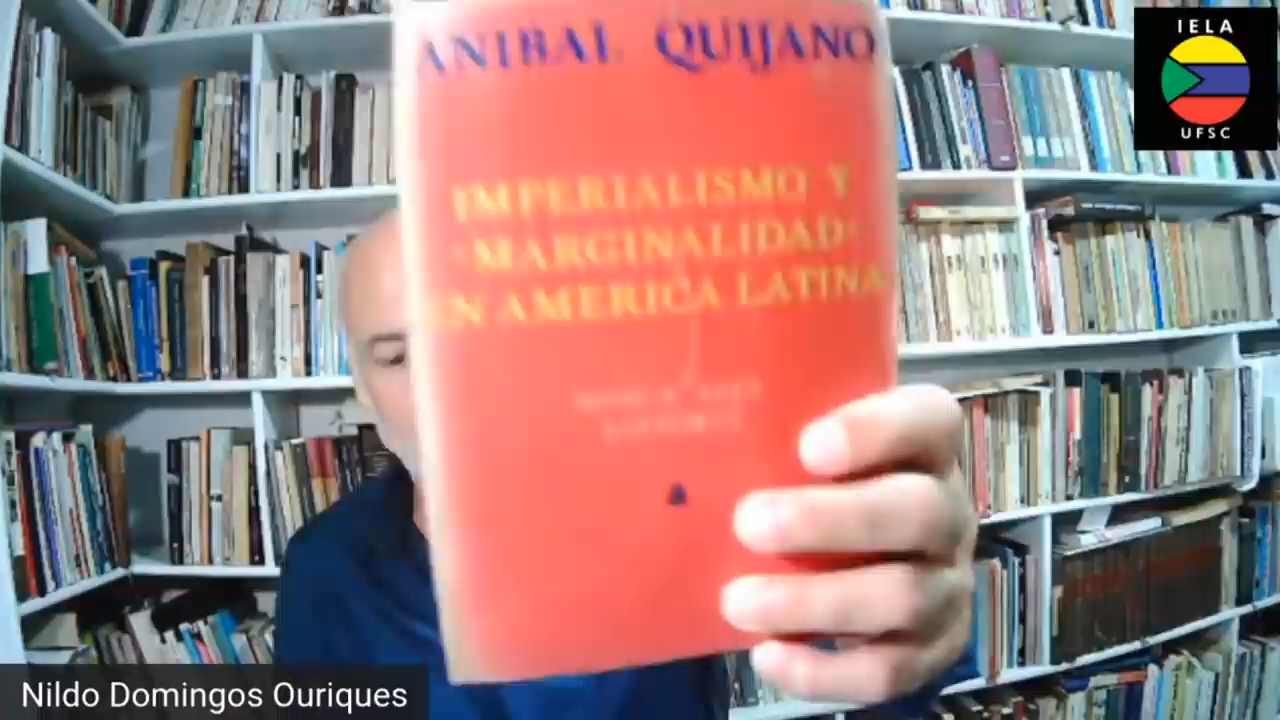 ANIBAL QUIJANO
IMPERIALISMO Y
"MARGINALIDAD"
EN AMERICA LATINA
IELA
UFSC
Nildo Domingos Ouriques